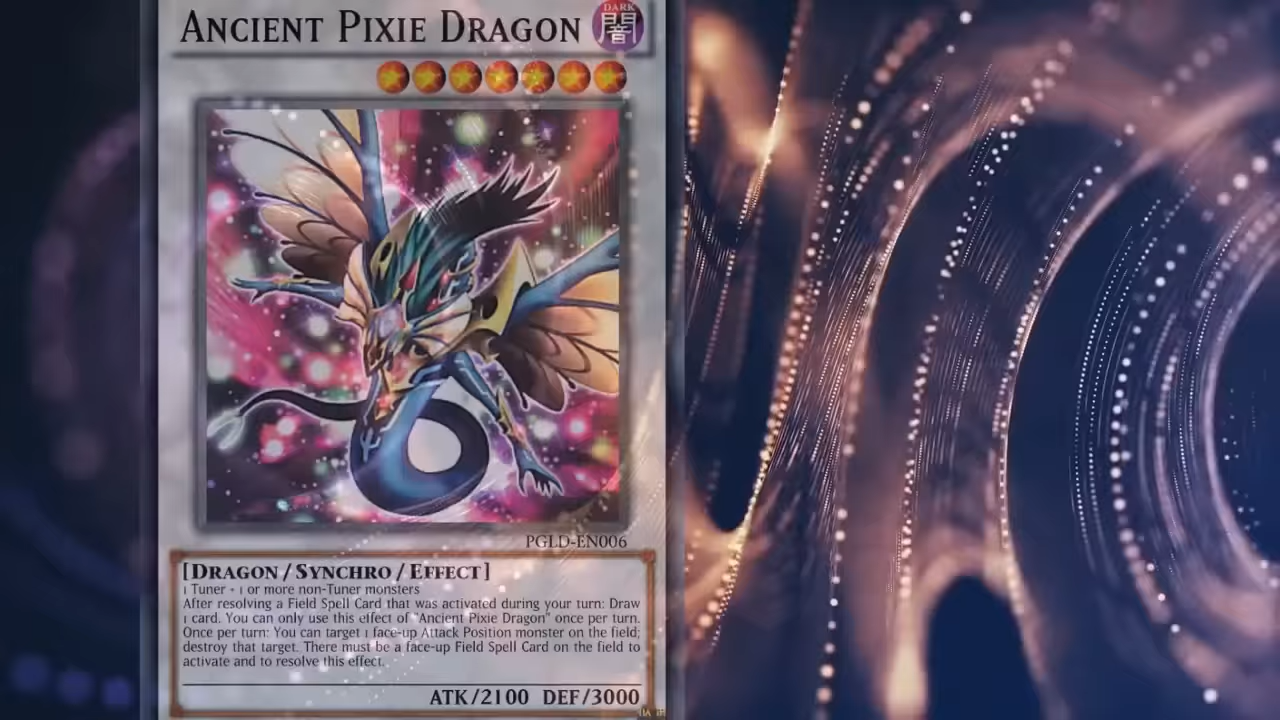 ANCIENT PIXIE DRAGON
DARK
闇
PGLD-EN006
[DRAGON / SYNCHRO / EFFECT]
1 Tuner + 1 or more non-Tuner monsters
After resolving a Field Spell Card that was activated during your turn: Draw
1 card. You can only use this effect of "Ancient Pixie Dragon" once per turn.
Once per turn: You can target 1 face-up Attack Position monster on the field;
destroy that target. There must be a face-up Field Spell Card on the field to
activate and to resolve this effect.
ATK/2100 DEF/3000